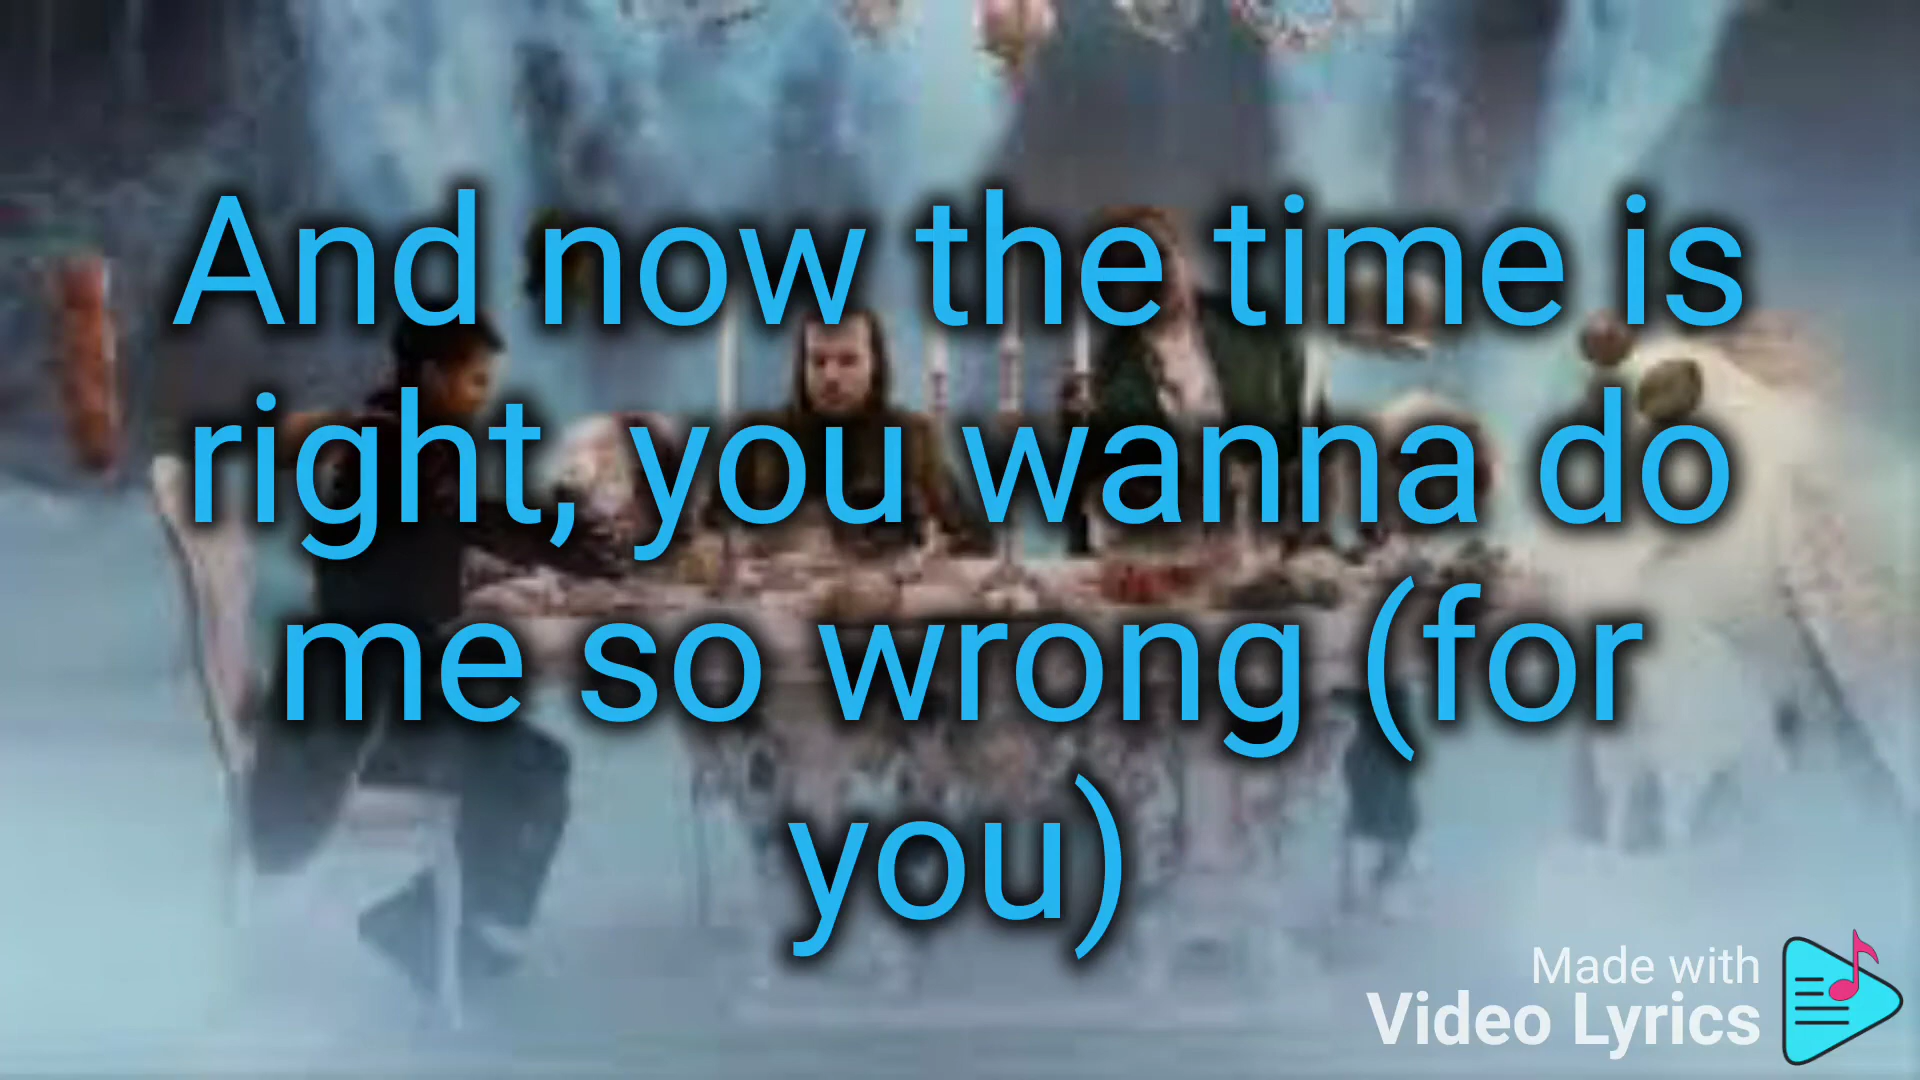 And now the time is
right, you wanna do
me so wrong (for
you)
Made with
Video Lyrics